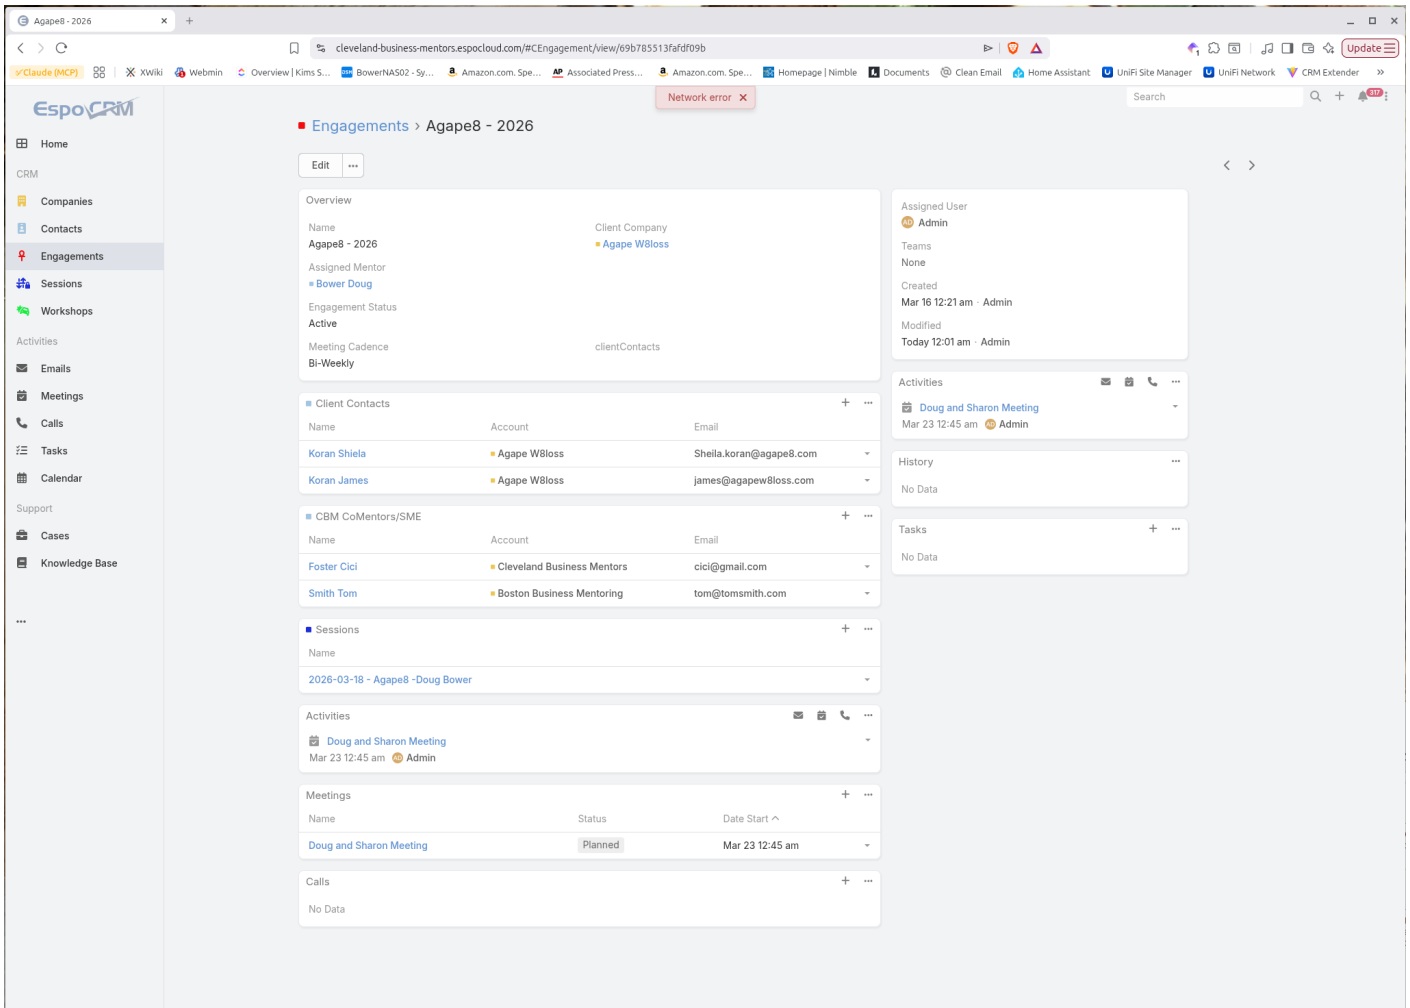 Agape8 - 2026
cleveland-business-mentors.espocloud.com/#CEngagement/view/69b785513fafdf09b
Update
Claude (MCP)
XWiki
Webmin
Overview | Kims S...
BowerNAS02 - Sy...
Amazon.com. Spe...
AP Associated Press...
Amazon.com. Spe...
Homepage | Nimble
Documents
Clean Email
Home Assistant
UniFi Site Manager
UniFi Network
CRM Extender
EspoCRM
Network error
Search
317
Home
CRM
Companies
Contacts
Engagements
Sessions
Workshops
Activities
Emails
Meetings
Calls
Tasks
Calendar
Support
Cases
Knowledge Base
Engagements › Agape8 - 2026
Edit
Overview
Name
Client Company
Agape8 - 2026
Agape W8loss
Assigned Mentor
Bower Doug
Engagement Status
Active
Meeting Cadence
clientContacts
Bi-Weekly
Client Contacts
Name Account Email
Koran Shiela Agape W8loss Sheila.koran@agape8.com
Koran James Agape W8loss james@agapew8loss.com
CBM CoMentors/SME
Name Account Email
Foster Cici Cleveland Business Mentors cici@gmail.com
Smith Tom Boston Business Mentoring tom@tomsmith.com
Sessions
Name
2026-03-18 - Agape8 -Doug Bower
Activities
Doug and Sharon Meeting
Mar 23 12:45 am AD Admin
Meetings
Name Status Date Start
Doug and Sharon Meeting Planned Mar 23 12:45 am
Calls
No Data
Assigned User
AD Admin
Teams
None
Created
Mar 16 12:21 am · Admin
Modified
Today 12:01 am · Admin
Activities
Doug and Sharon Meeting
Mar 23 12:45 am AD Admin
History
No Data
Tasks
No Data